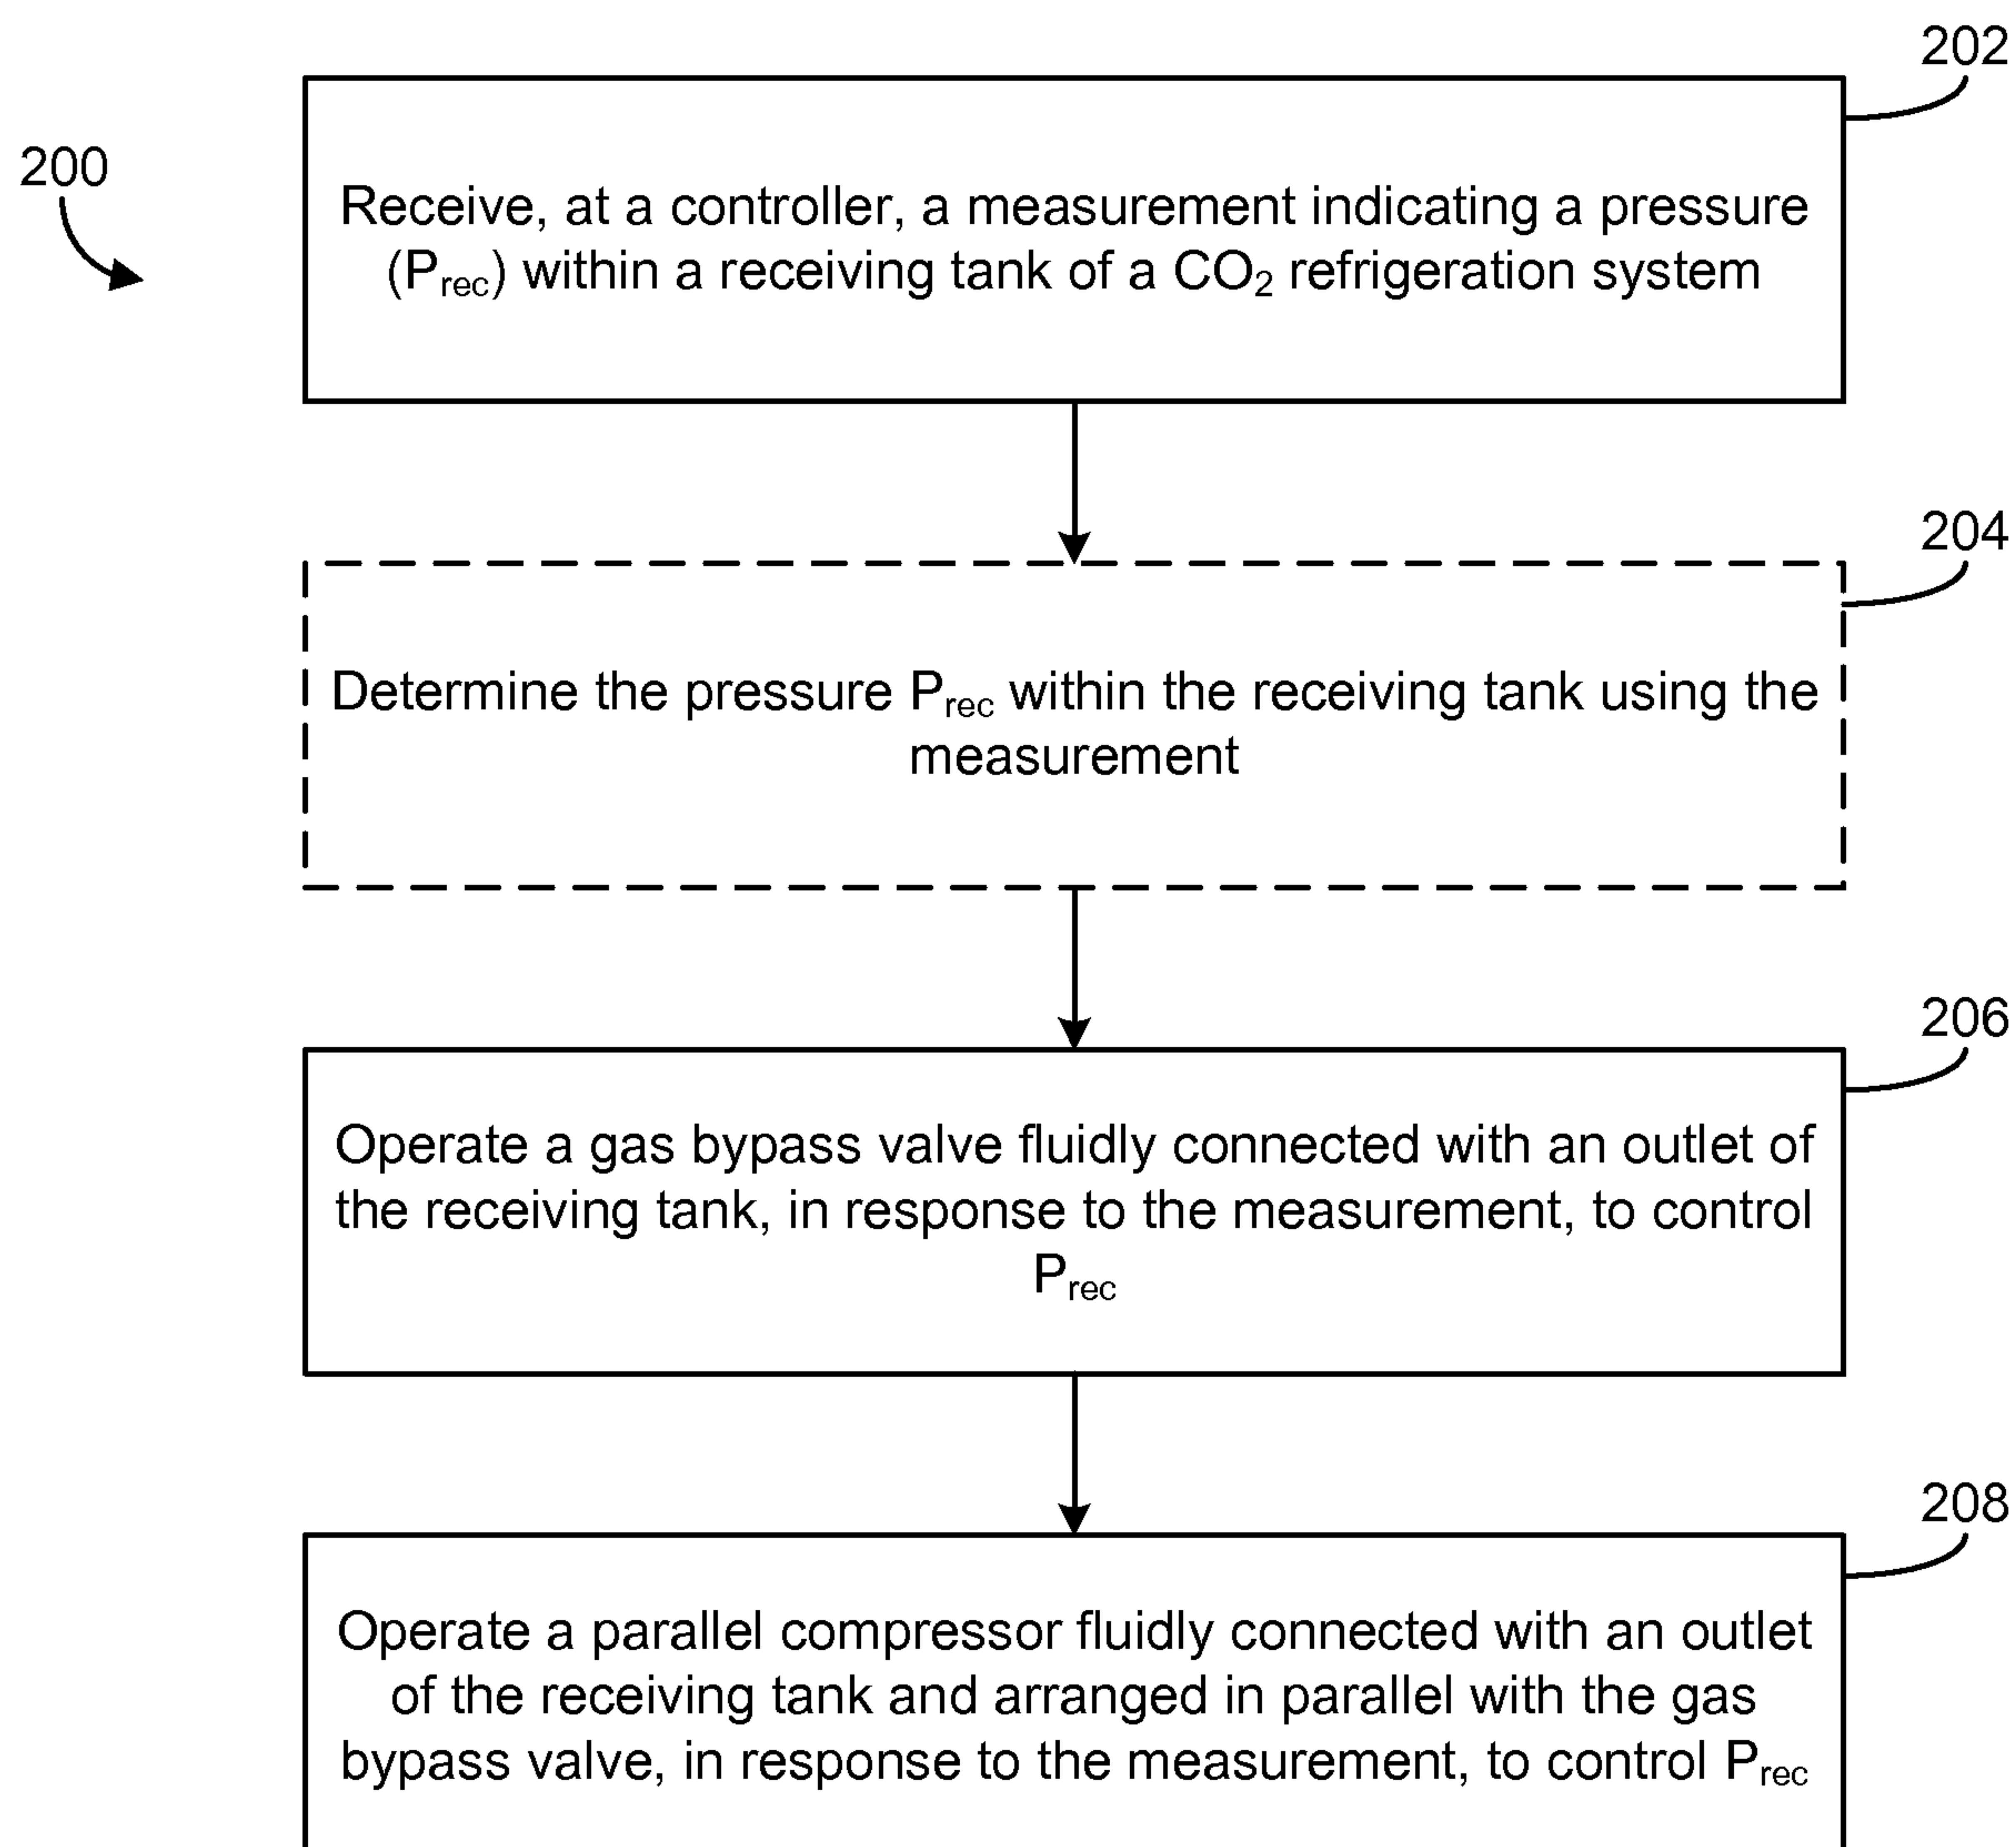 202
200
Receive, at a controller, a measurement indicating a pressure
(Prec) within a receiving tank of a CO2 refrigeration system
204
Determine the pressure Prec within the receiving tank using the
measurement
206
Operate a gas bypass valve fluidly connected with an outlet of
the receiving tank, in response to the measurement, to control
Prec
208
Operate a parallel compressor fluidly connected with an outlet
of the receiving tank and arranged in parallel with the gas
bypass valve, in response to the measurement, to control Prec